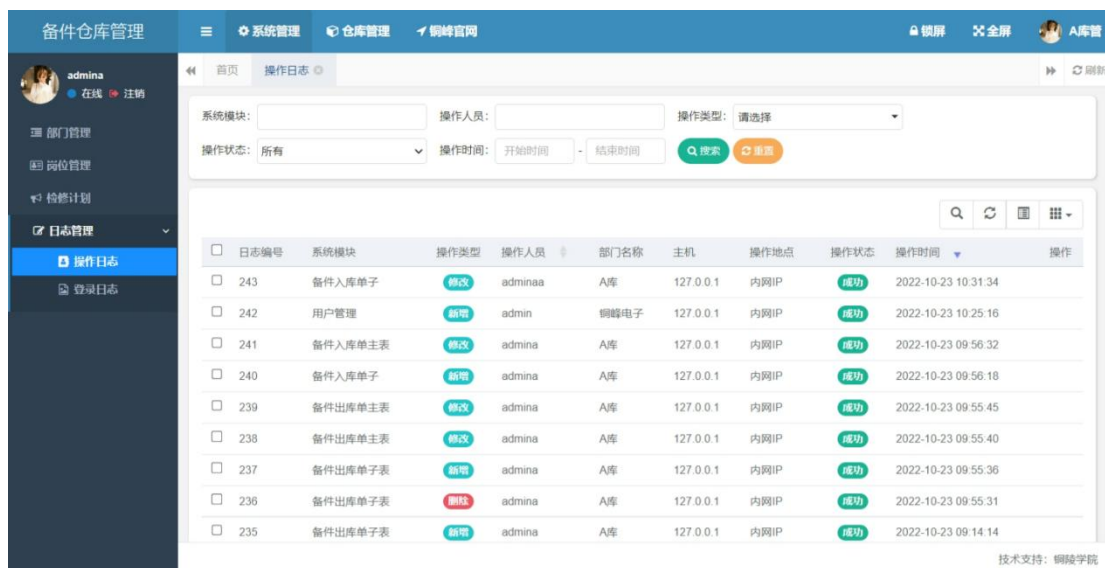 备件仓库管理 系统管理 仓库管理 铜峰官网 锁屏 全屏 A库管
admina
在线 注销
首页 操作日志 刷新
部门管理
岗位管理
检修计划
日志管理
操作日志
登录日志
系统模块: 操作人员: 操作类型: 请选择
操作状态: 所有 操作时间: 开始时间 - 结束时间 搜索 重置
日志编号 系统模块 操作类型 操作人员 部门名称 主机 操作地点 操作状态 操作时间 操作
243 备件入库单子 修改 adminaa A库 127.0.0.1 内网IP 成功 2022-10-23 10:31:34
242 用户管理 新增 admin 铜峰电子 127.0.0.1 内网IP 成功 2022-10-23 10:25:16
241 备件入库单主表 修改 admina A库 127.0.0.1 内网IP 成功 2022-10-23 09:56:32
240 备件入库单子 新增 admina A库 127.0.0.1 内网IP 成功 2022-10-23 09:56:18
239 备件出库单主表 修改 admina A库 127.0.0.1 内网IP 成功 2022-10-23 09:55:45
238 备件出库单主表 修改 admina A库 127.0.0.1 内网IP 成功 2022-10-23 09:55:40
237 备件出库单子表 新增 admina A库 127.0.0.1 内网IP 成功 2022-10-23 09:55:36
236 备件出库单子表 删除 admina A库 127.0.0.1 内网IP 成功 2022-10-23 09:55:31
235 备件出库单子表 新增 admina A库 127.0.0.1 内网IP 成功 2022-10-23 09:14:14
技术支持: 铜陵学院